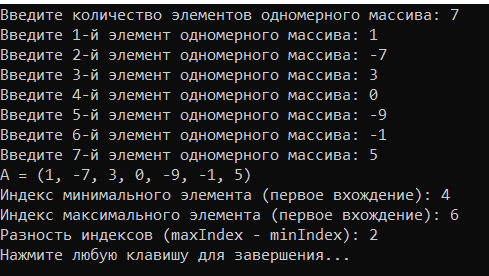 Введите количество элементов одномерного массива: 7
Введите 1-й элемент одномерного массива: 1
Введите 2-й элемент одномерного массива: -7
Введите 3-й элемент одномерного массива: 3
Введите 4-й элемент одномерного массива: 0
Введите 5-й элемент одномерного массива: -9
Введите 6-й элемент одномерного массива: -1
Введите 7-й элемент одномерного массива: 5
A = (1, -7, 3, 0, -9, -1, 5)
Индекс минимального элемента (первое вхождение): 4
Индекс максимального элемента (первое вхождение): 6
Разность индексов (maxIndex - minIndex): 2
Нажмите любую клавишу для завершения...